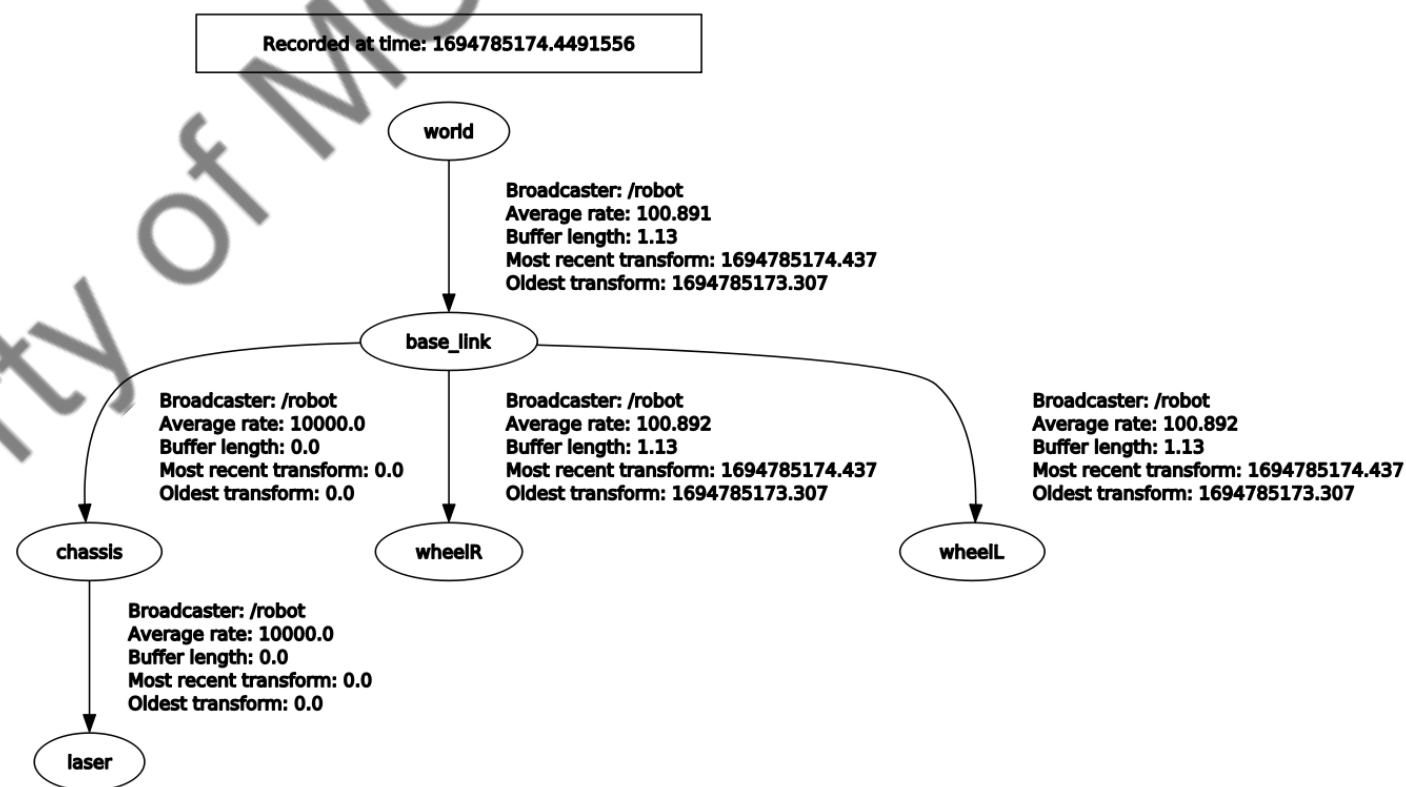 Recorded at time: 1694785174.4491556
world
Broadcaster: /robot
Average rate: 100.891
Buffer length: 1.13
Most recent transform: 1694785174.437
Oldest transform: 1694785173.307
base_link
Broadcaster: /robot
Average rate: 10000.0
Buffer length: 0.0
Most recent transform: 0.0
Oldest transform: 0.0
Broadcaster: /robot
Average rate: 100.892
Buffer length: 1.13
Most recent transform: 1694785174.437
Oldest transform: 1694785173.307
Broadcaster: /robot
Average rate: 100.892
Buffer length: 1.13
Most recent transform: 1694785174.437
Oldest transform: 1694785173.307
chassis
wheelR
wheelL
Broadcaster: /robot
Average rate: 10000.0
Buffer length: 0.0
Most recent transform: 0.0
Oldest transform: 0.0
laser
of